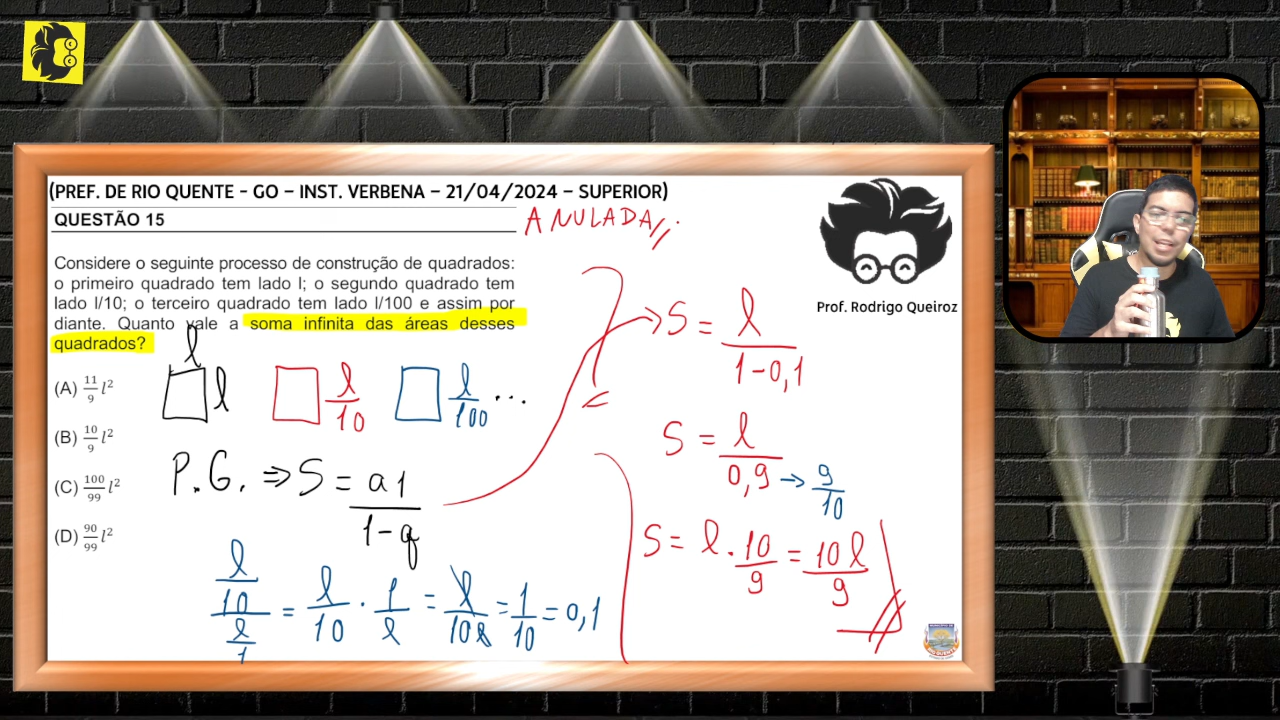 (PREF. DE RIO QUENTE - GO – INST. VERBENA – 21/04/2024 – SUPERIOR)
QUESTÃO 15
ANULADA//.
Considere o seguinte processo de construção de quadrados:
o primeiro quadrado tem lado l; o segundo quadrado tem
lado l/10; o terceiro quadrado tem lado l/100 e assim por
diante. Quanto vale a soma infinita das áreas desses
quadrados?
(A) 11/9 l²
(B) 10/9 l²
(C) 100/99 l²
(D) 90/99 l²
Prof. Rodrigo Queiroz
l
l
l/10
l/100 ...
P.G. ⇒ S = a1/(1-q)
(l/10)/(l/1) = l/10 · 1/l = l/10l = 1/10 = 0,1
S = l/(1-0,1)
S = l/0,9 → 9/10
S = l · 10/9 = 10l/9